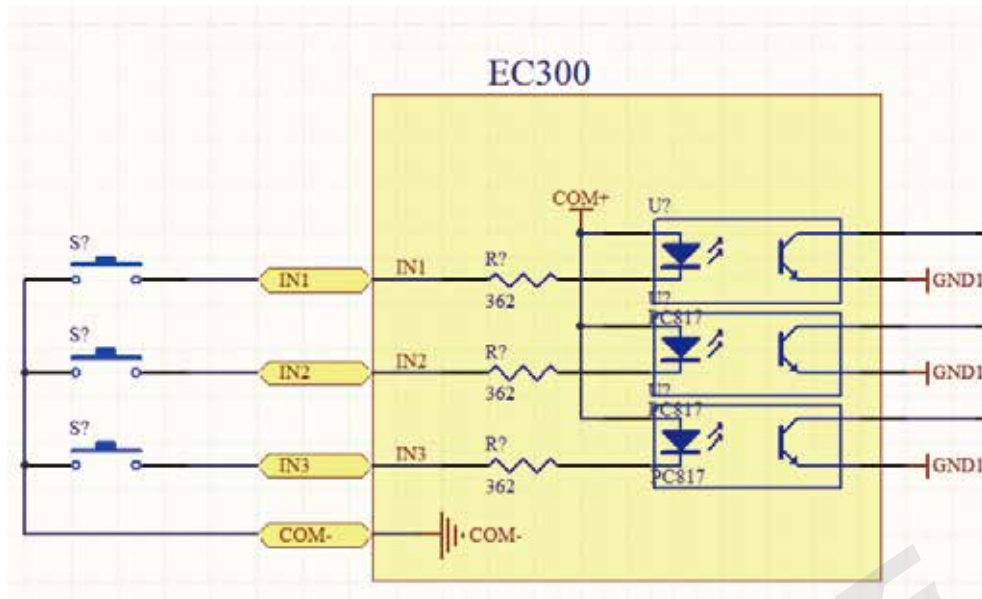 EC300
COM+
U?
S?
IN1
IN1
R?
362
GND1
U?
PC817
S?
IN2
IN2
R?
362
GND1
U?
PC817
S?
IN3
IN3
R?
362
PC817
GND1
COM-
COM-